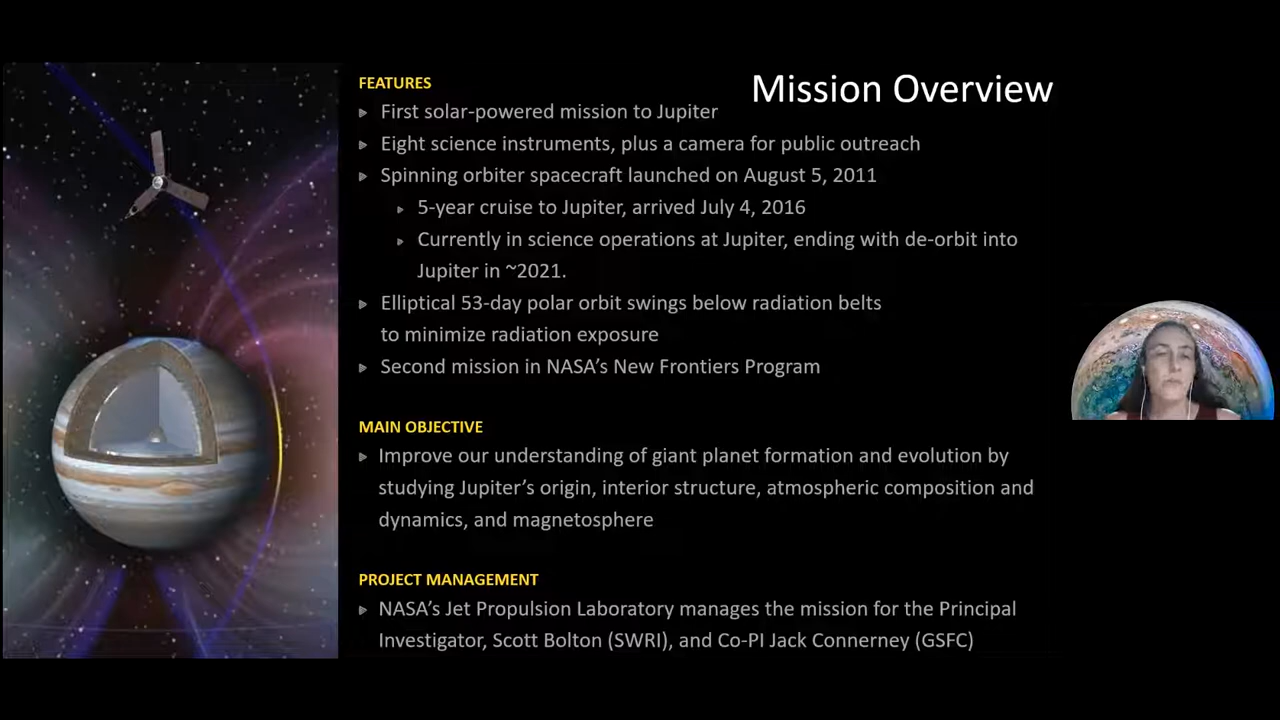 Mission Overview
FEATURES
First solar-powered mission to Jupiter
Eight science instruments, plus a camera for public outreach
Spinning orbiter spacecraft launched on August 5, 2011
5-year cruise to Jupiter, arrived July 4, 2016
Currently in science operations at Jupiter, ending with de-orbit into
Jupiter in ~2021.
Elliptical 53-day polar orbit swings below radiation belts
to minimize radiation exposure
Second mission in NASA’s New Frontiers Program
MAIN OBJECTIVE
Improve our understanding of giant planet formation and evolution by
studying Jupiter’s origin, interior structure, atmospheric composition and
dynamics, and magnetosphere
PROJECT MANAGEMENT
NASA’s Jet Propulsion Laboratory manages the mission for the Principal
Investigator, Scott Bolton (SWRI), and Co-PI Jack Connerney (GSFC)